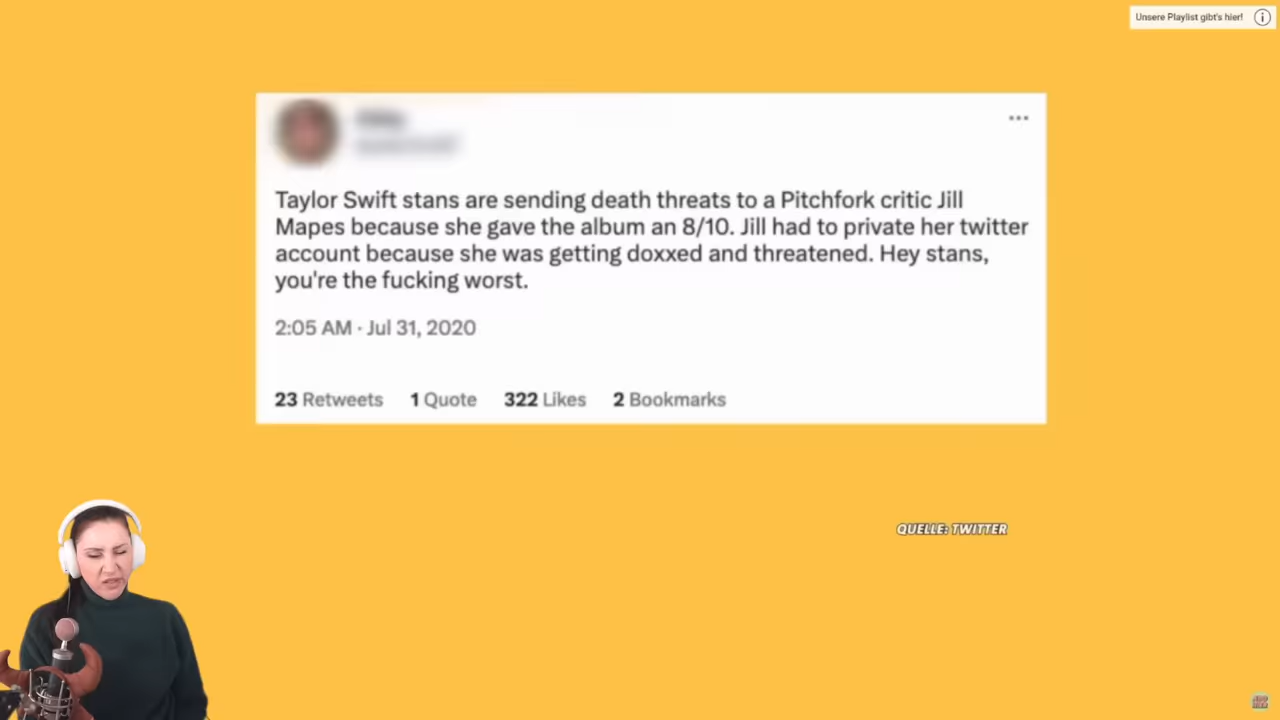 Unsere Playlist gibt's hier!
Taylor Swift stans are sending death threats to a Pitchfork critic Jill
Mapes because she gave the album an 8/10. Jill had to private her twitter
account because she was getting doxxed and threatened. Hey stans,
you're the fucking worst.
2:05 AM · Jul 31, 2020
23 Retweets 1 Quote 322 Likes 2 Bookmarks
QUELLE: TWITTER